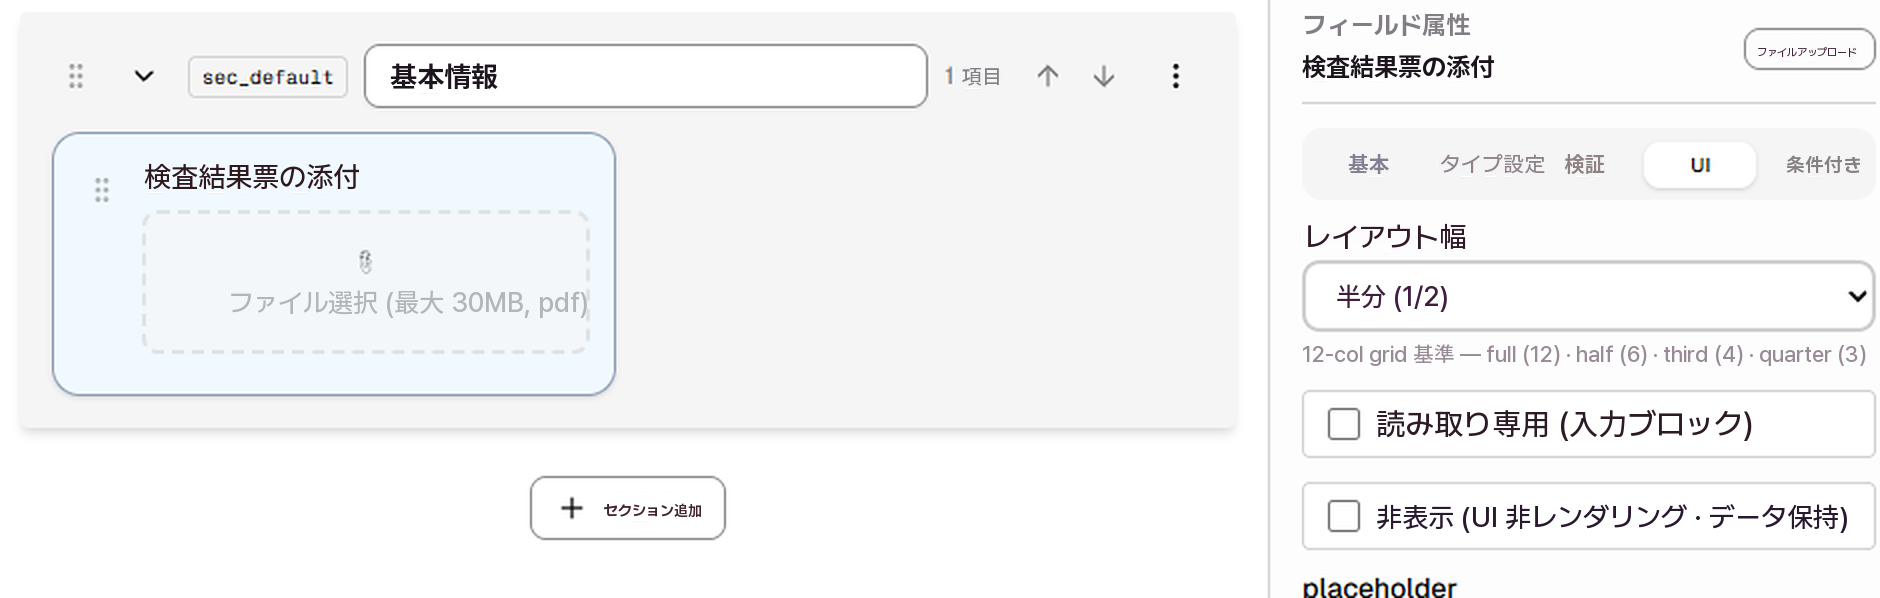 sec_default
基本情報
1 項目
検査結果票の添付
ファイル選択 (最大 30MB, pdf)
セクション追加
フィールド属性
検査結果票の添付
ファイルアップロード
基本 タイプ設定 検証 UI 条件付き
レイアウト幅
半分 (1/2)
12-col grid 基準 — full (12) · half (6) · third (4) · quarter (3)
読み取り専用 (入力ブロック)
非表示 (UI 非レンダリング · データ保持)
placeholder